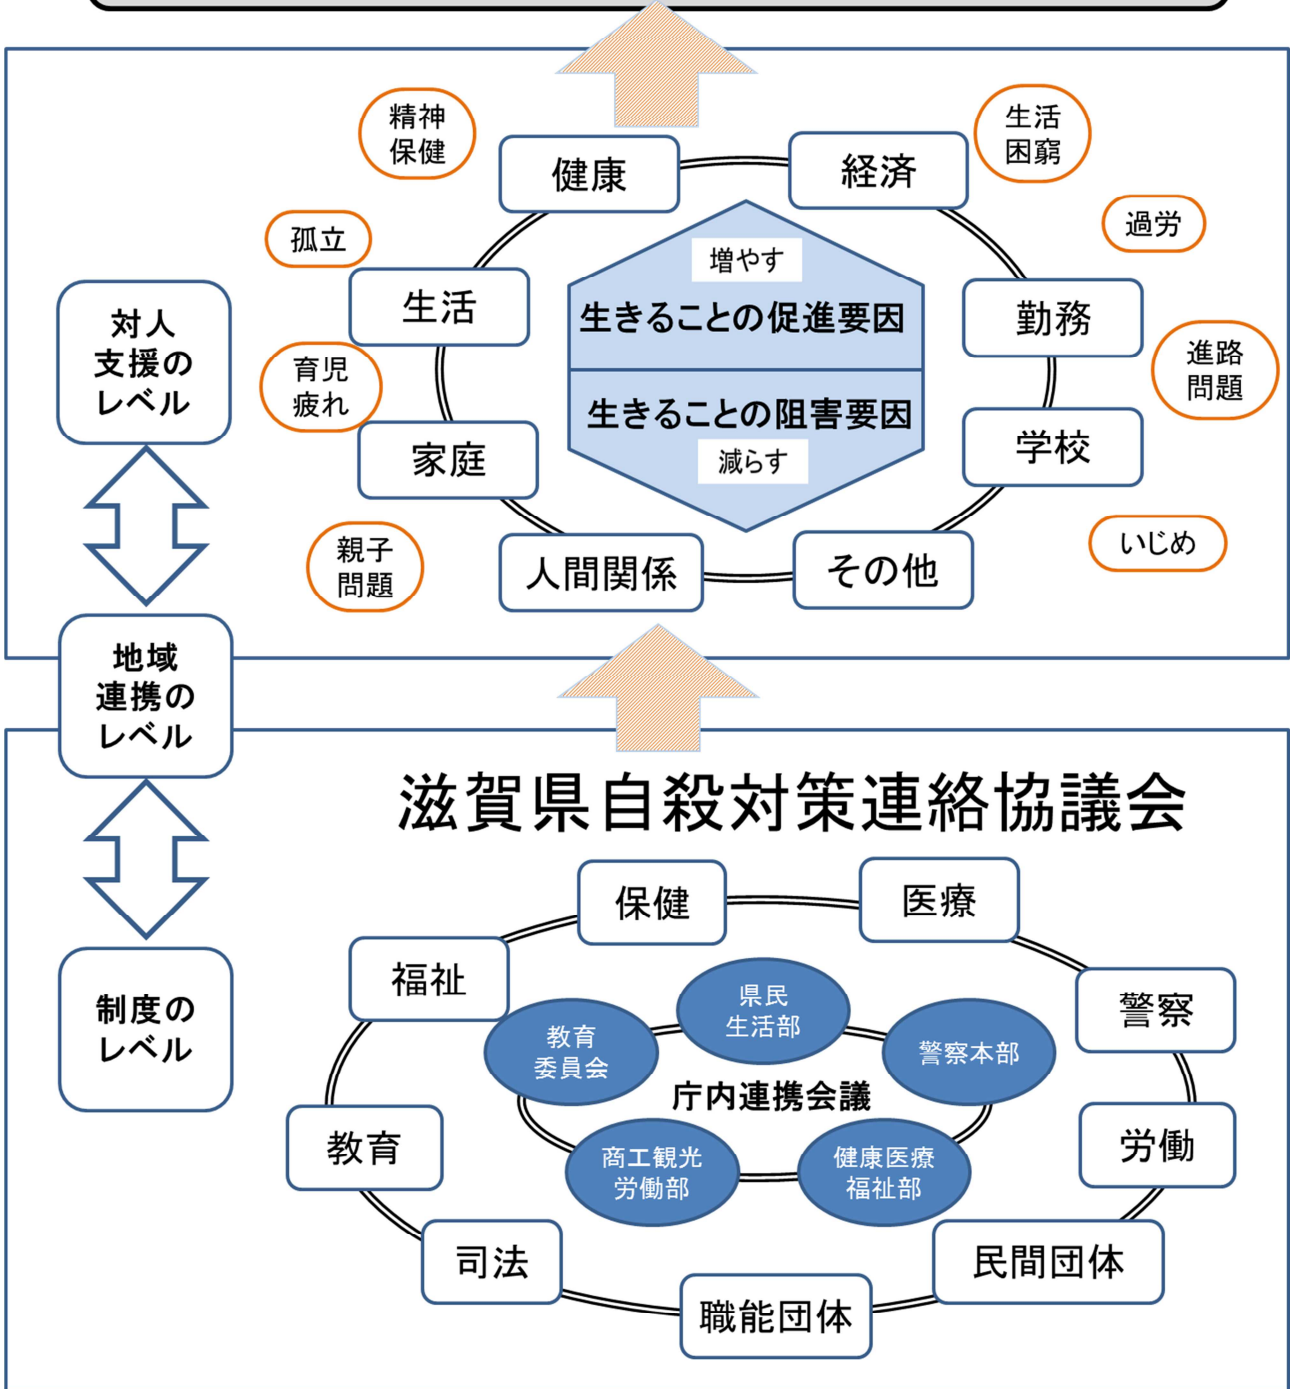 精神
保健
健康
経済
生活
困窮
孤立
過労
増やす
生活
生きることの促進要因
勤務
対人
支援の
レベル
育児
疲れ
進路
問題
生きることの阻害要因
減らす
家庭
学校
親子
問題
人間関係
その他
いじめ
地域
連携の
レベル
滋賀県自殺対策連絡協議会
保健
医療
福祉
警察
制度の
レベル
県民
生活部
教育
委員会
警察本部
庁内連携会議
教育
労働
商工観光
労働部
健康医療
福祉部
司法
民間団体
職能団体